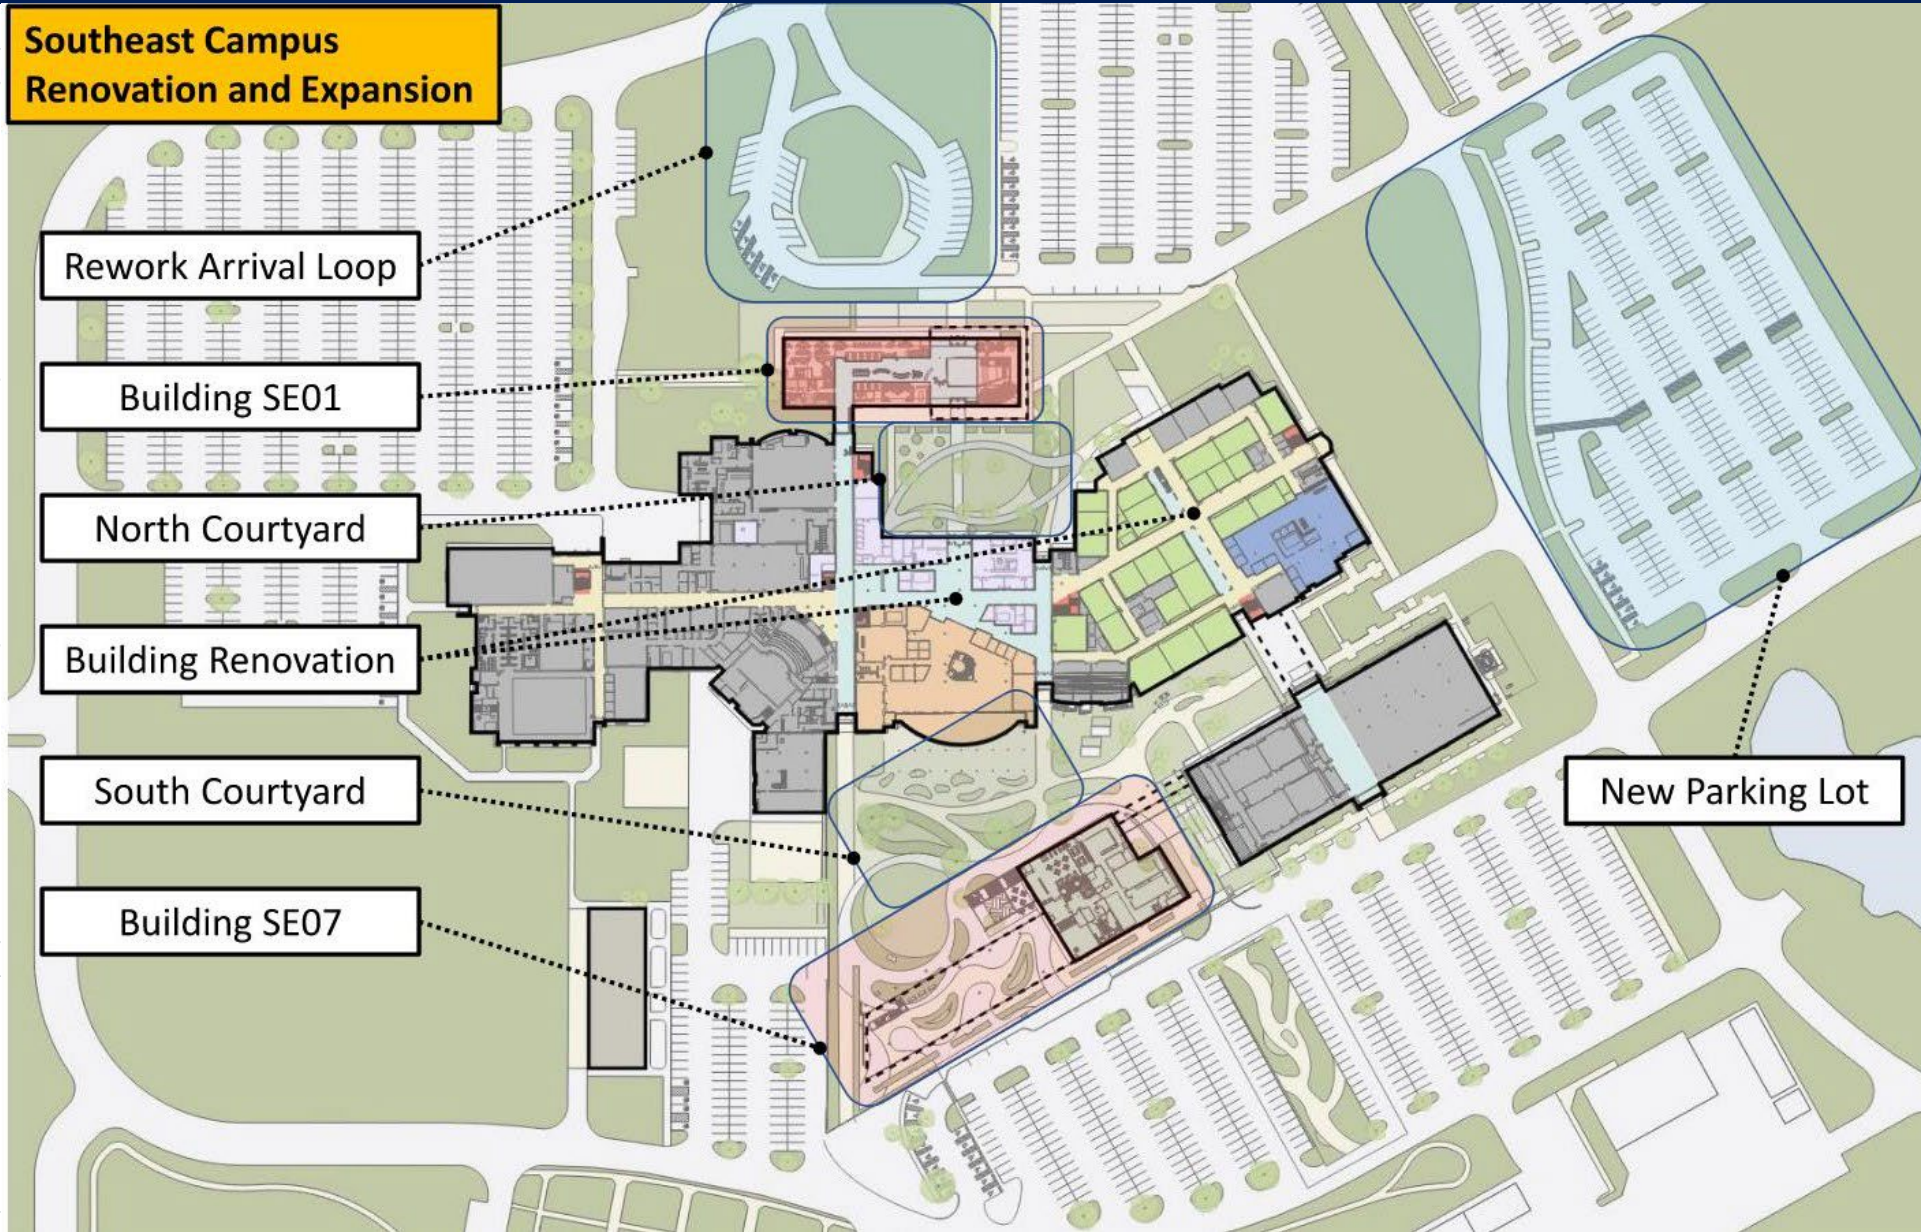 Southeast Campus
Renovation and Expansion
Rework Arrival Loop
Building SE01
North Courtyard
Building Renovation
South Courtyard
New Parking Lot
Building SE07